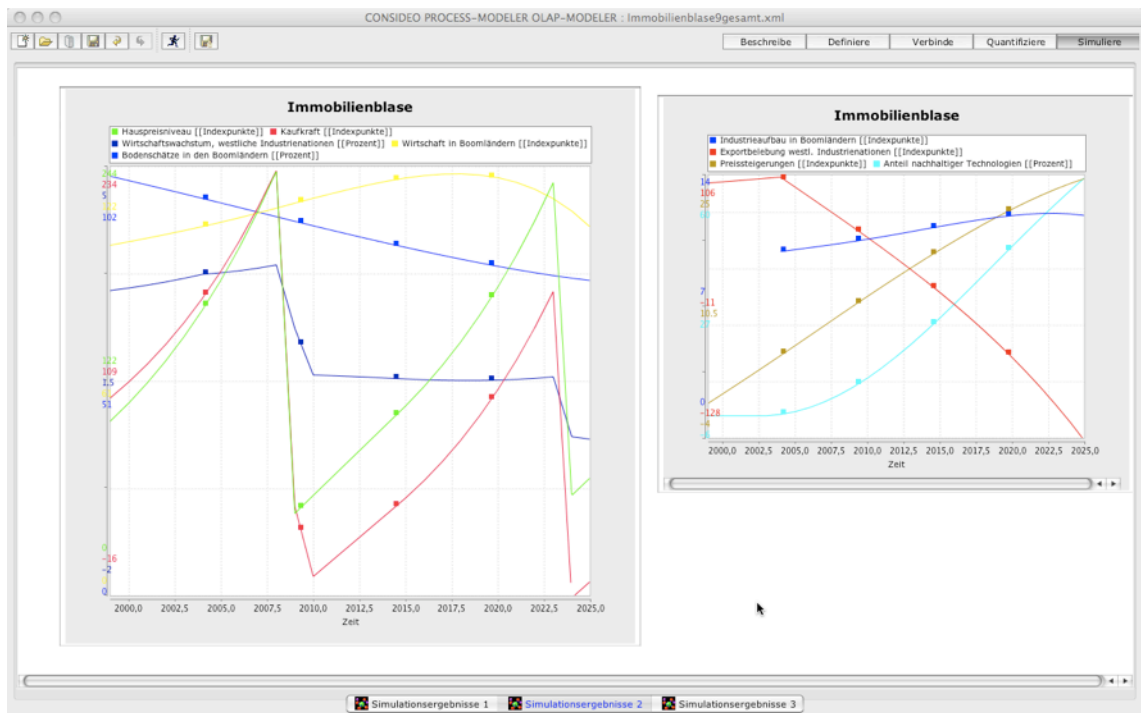 CONSIDEO PROCESS-MODELER OLAP-MODELER : Immobilienblase9gesamt.xml
Beschreibe Definiere Verbinde Quantifiziere Simuliere
Immobilienblase
Hauspreisniveau [[Indexpunkte]] Kaufkraft [[Indexpunkte]]
Wirtschaftswachstum, westliche Industrienationen [[Prozent]] Wirtschaft in Boomländern [[Indexpunkte]]
Bodenschätze in den Boomländern [[Prozent]]
234
5
102
122
109
1.5
51
0
-16
-2
0
2000,0 2002,5 2005,0 2007,5 2010,0 2012,5 2015,0 2017,5 2020,0 2022,5 2025,0
Zeit
Immobilienblase
Industrieaufbau in Boomländern [[Indexpunkte]]
Exportbelebung westl. Industrienationen [[Indexpunkte]]
Preissteigerungen [[Indexpunkte]] Anteil nachhaltiger Technologien [[Prozent]]
14
106
25
7
-11
10.5
0
-128
-4
2000,0 2002,5 2005,0 2007,5 2010,0 2012,5 2015,0 2017,5 2020,0 2022,5 2025,0
Zeit
Simulationsergebnisse 1 Simulationsergebnisse 2 Simulationsergebnisse 3